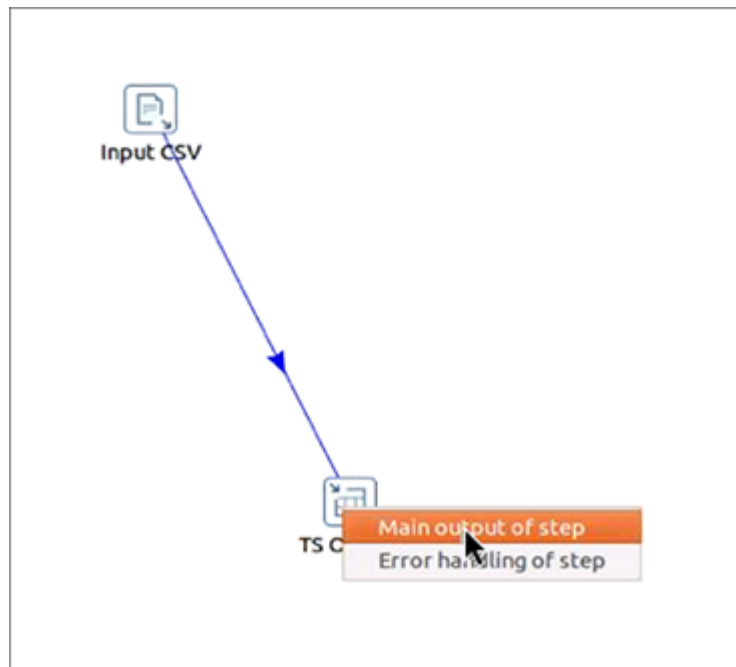 Input CSV
Main output of step
TS
Error handling of step